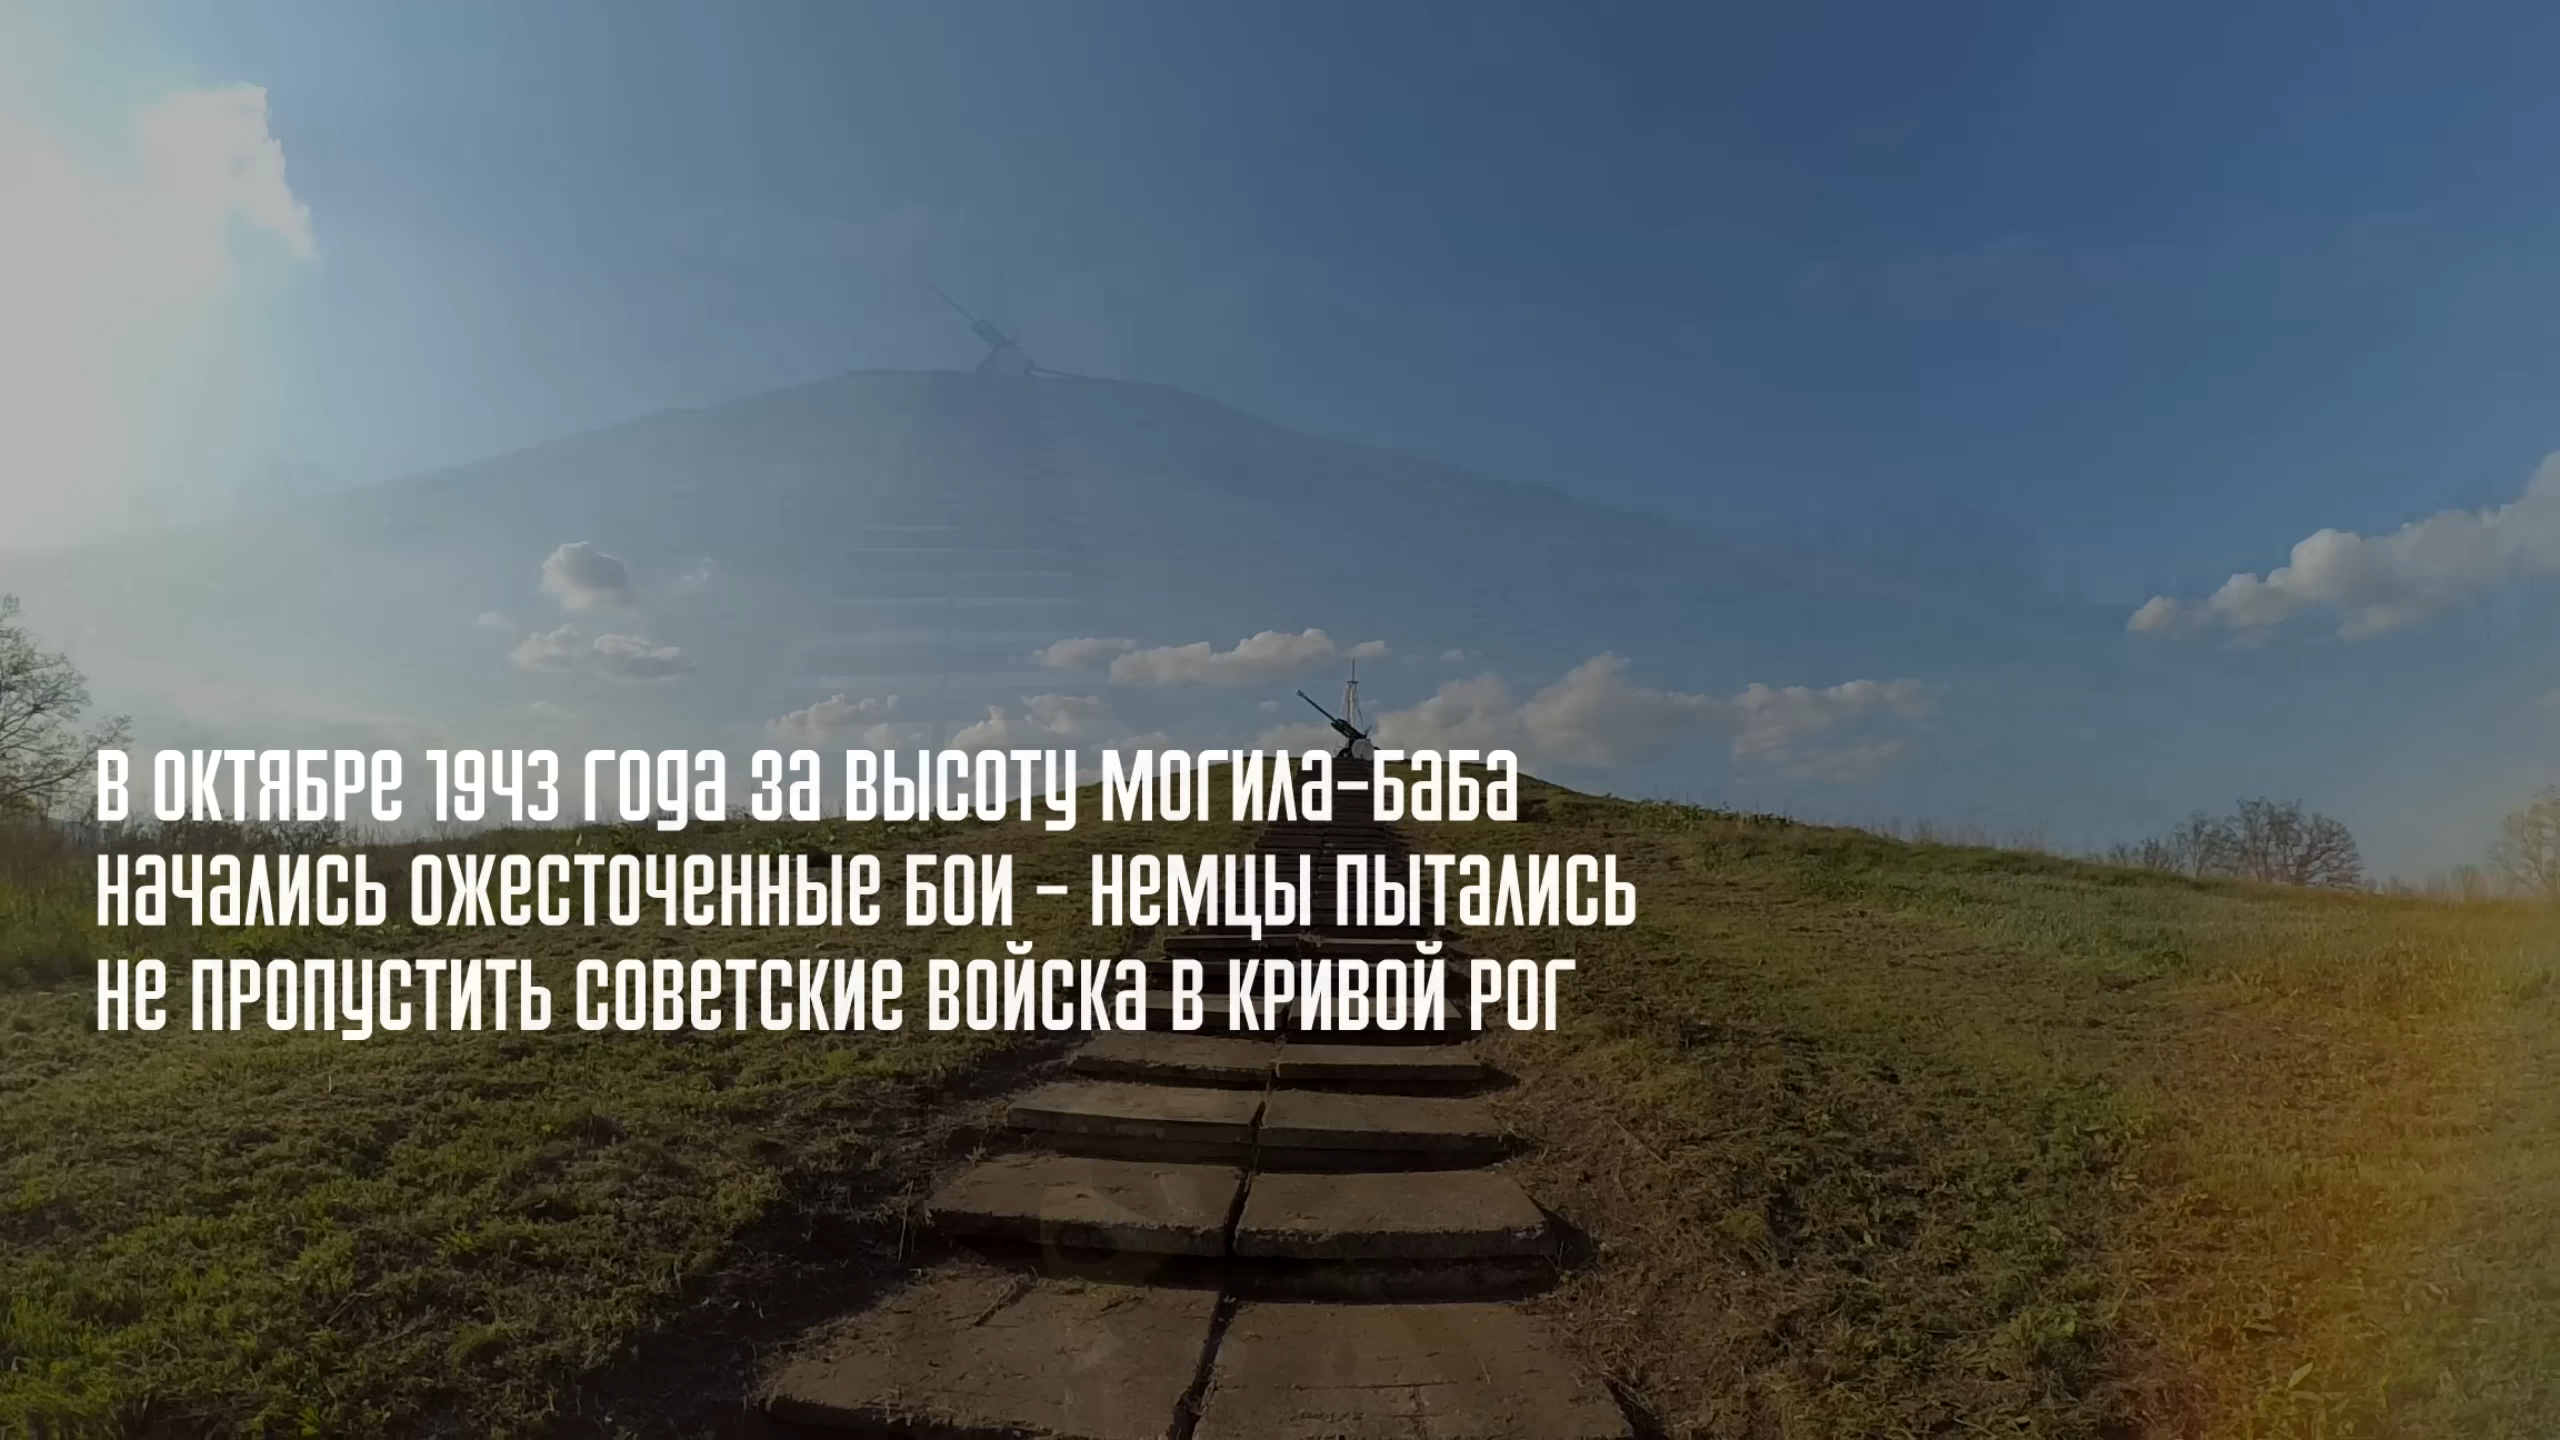 В ОКТЯБРЕ 1943 ГОДА ЗА ВЫСОТУ МОГИЛА-БАБА
НАЧАЛИСЬ ОЖЕСТОЧЕННЫЕ БОИ - НЕМЦЫ ПЫТАЛИСЬ
НЕ ПРОПУСТИТЬ СОВЕТСКИЕ ВОЙСКА В КРИВОЙ РОГ